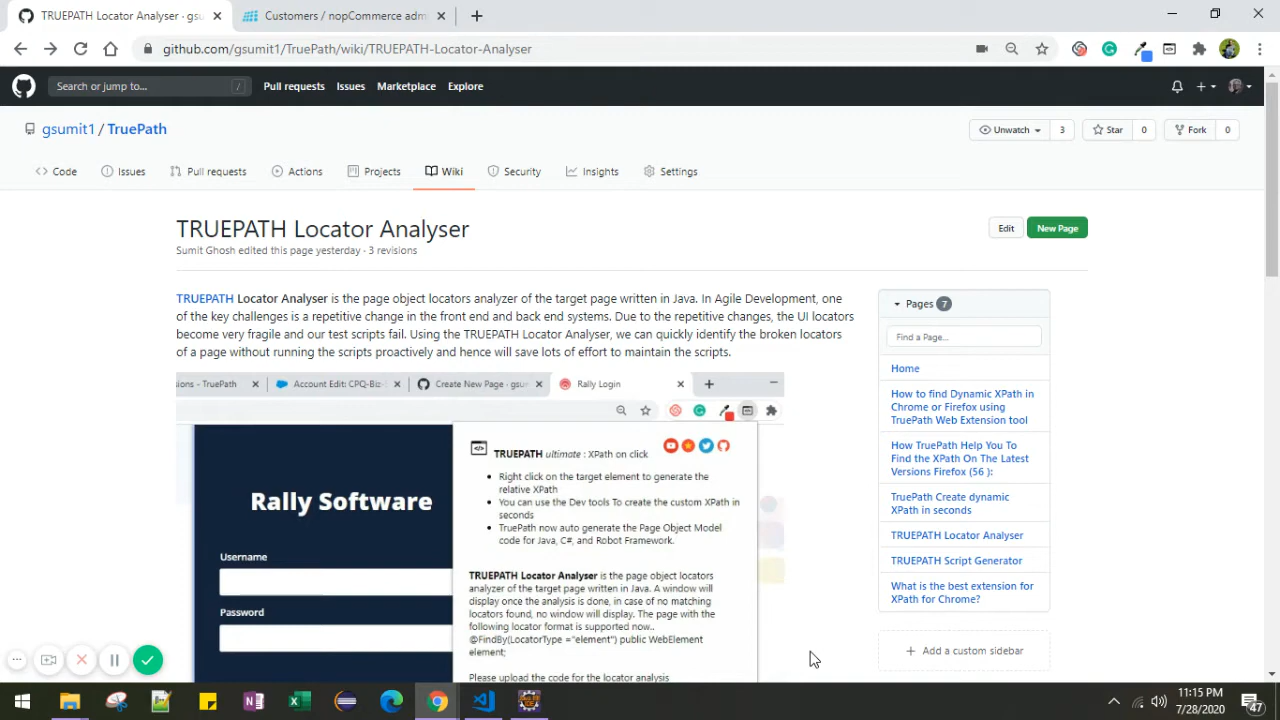 TRUEPATH Locator Analyser · gsu
Customers / nopCommerce adm
github.com/gsumit1/TruePath/wiki/TRUEPATH-Locator-Analyser
Search or jump to...
/
Pull requests
Issues
Marketplace
Explore
gsumit1 / TruePath
Unwatch
3
Star
0
Fork
0
Code
Issues
Pull requests
Actions
Projects
Wiki
Security
Insights
Settings
TRUEPATH Locator Analyser
Edit
New Page
Sumit Ghosh edited this page yesterday · 3 revisions
TRUEPATH Locator Analyser is the page object locators analyzer of the target page written in Java. In Agile Development, one
of the key challenges is a repetitive change in the front end and back end systems. Due to the repetitive changes, the UI locators
become very fragile and our test scripts fail. Using the TRUEPATH Locator Analyser, we can quickly identify the broken locators
of a page without running the scripts proactively and hence will save lots of effort to maintain the scripts.
sions - TruePath
Account Edit: CPQ-Biz-
Create New Page · gsu
Rally Login
Rally Software
Username
Password
TRUEPATH ultimate : XPath on click
Right click on the target element to generate the
relative XPath
You can use the Dev tools To create the custom XPath in
seconds
TruePath now auto generate the Page Object Model
code for Java, C#, and Robot Framework.
TRUEPATH Locator Analyser is the page object locators
analyzer of the target page written in Java. A window will
display once the analysis is done, in case of no matching
locators found, no window will display. The page with the
following locator format is supported now..
@FindBy(LocatorType ="element") public WebElement
element;
Please upload the code for the locator analysis
Pages 7
Find a Page...
Home
How to find Dynamic XPath in
Chrome or Firefox using
TruePath Web Extension tool
How TruePath Help You To
Find the XPath On The Latest
Versions Firefox (56 ):
TruePath Create dynamic
XPath in seconds
TRUEPATH Locator Analyser
TRUEPATH Script Generator
What is the best extension for
XPath for Chrome?
Add a custom sidebar
11:15 PM
7/28/2020
47